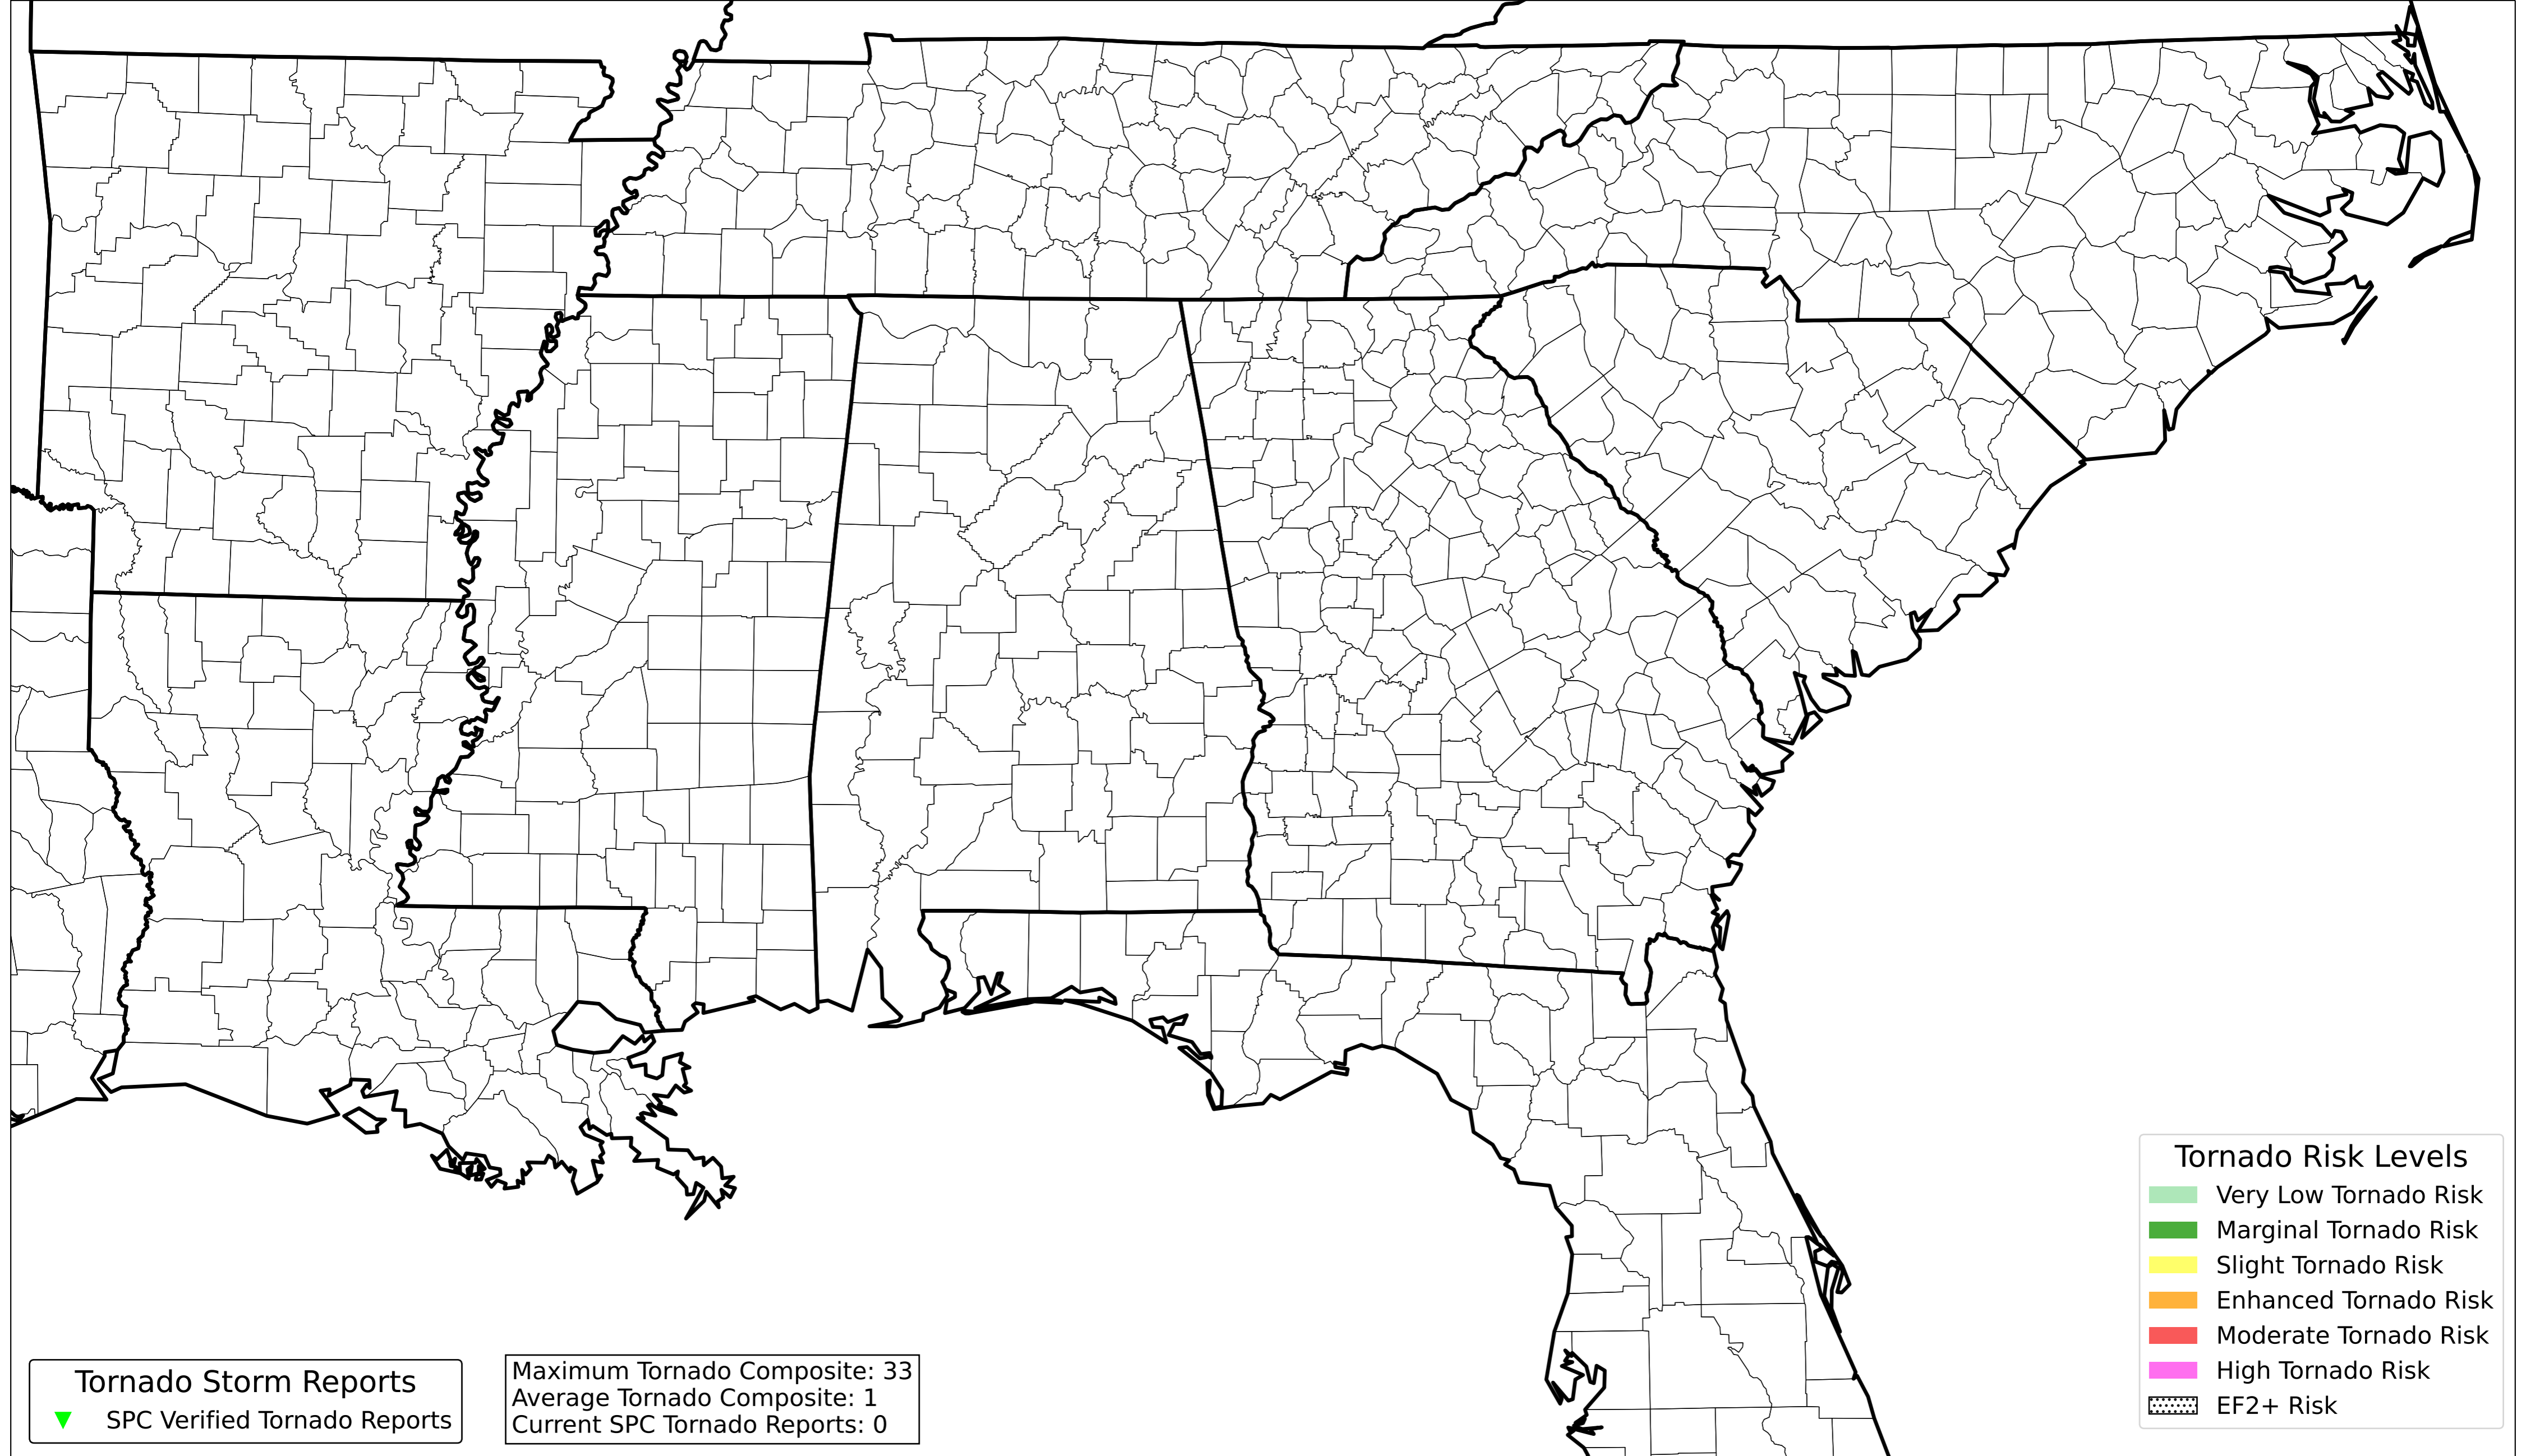 Tornado Risk Levels
Very Low Tornado Risk
Marginal Tornado Risk
Slight Tornado Risk
Enhanced Tornado Risk
Moderate Tornado Risk
High Tornado Risk
EF2+ Risk
Tornado Storm Reports
SPC Verified Tornado Reports
Maximum Tornado Composite: 33
Average Tornado Composite: 1
Current SPC Tornado Reports: 0